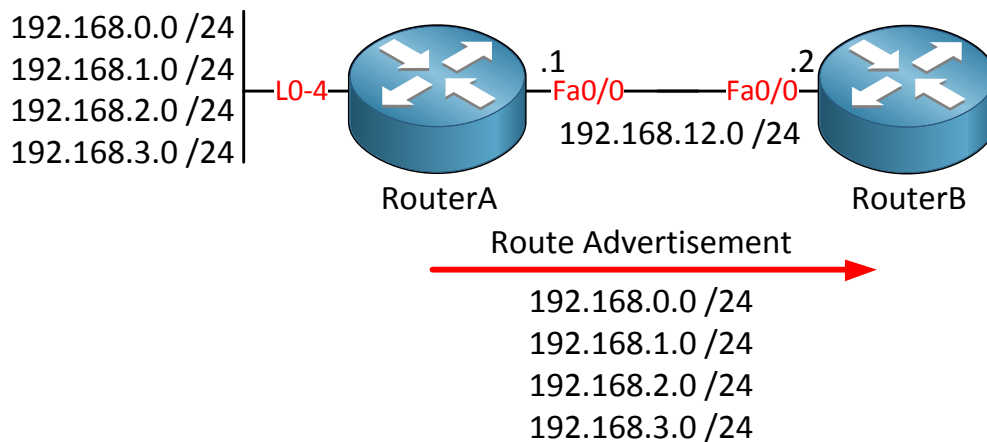 192.168.0.0 /24
192.168.1.0 /24
192.168.2.0 /24
192.168.3.0 /24
L0-4
.1
Fa0/0
.2
Fa0/0
192.168.12.0 /24
RouterA
RouterB
Route Advertisement
192.168.0.0 /24
192.168.1.0 /24
192.168.2.0 /24
192.168.3.0 /24